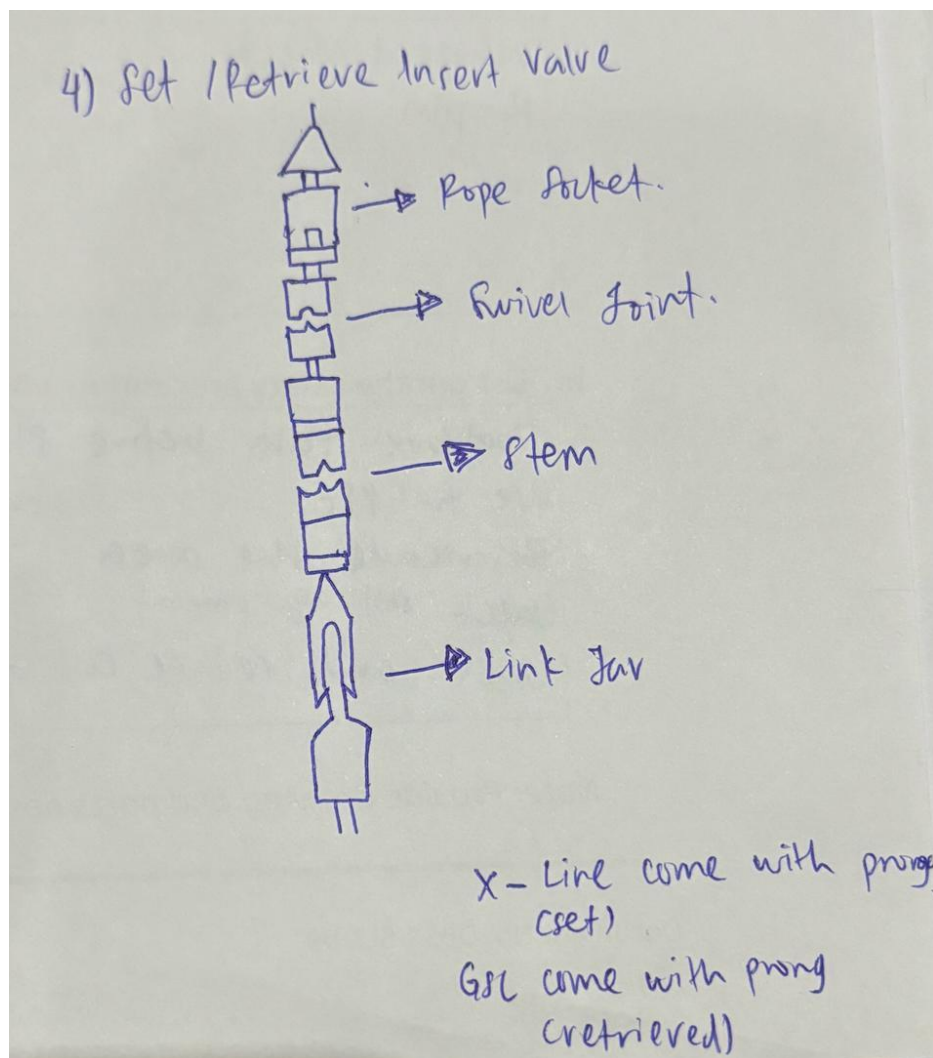 4) Set / Retrieve Insert Valve
Rope Socket.
Swivel Joint.
Stem
Link Jar
X-Line come with prong
(set)
GSL come with prong
(retrieved)